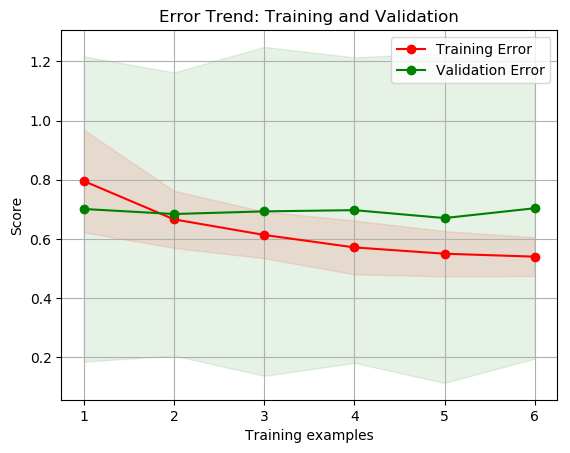 Error Trend: Training and Validation
Training Error
Validation Error
1.2
1.0
0.8
0.6
0.4
0.2
Score
1 2 3 4 5 6
Training examples